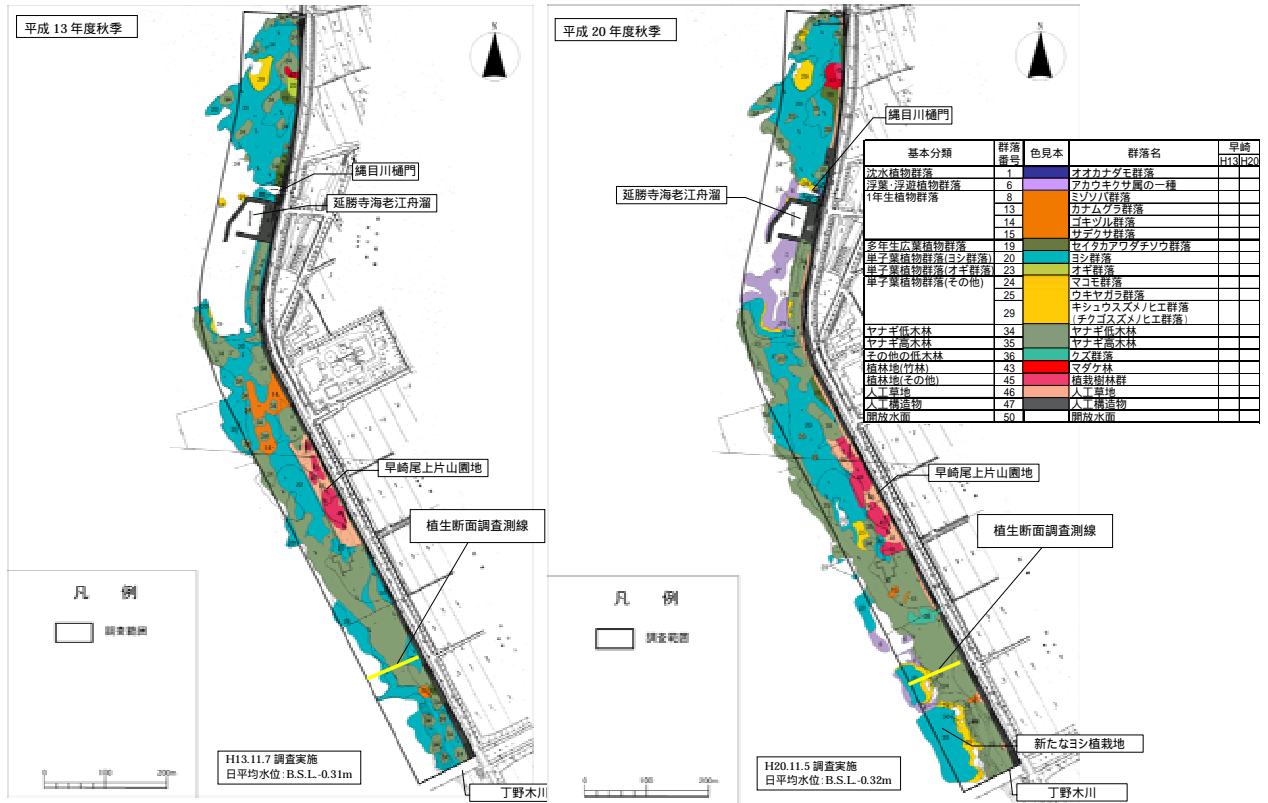 平成 13 年度秋季
N
縄目川樋門
延勝寺海老江舟溜
早崎尾上片山園地
植生断面調査測線
凡 例
調査範囲
0 100 200m
H13.11.7 調査実施
日平均水位: B.S.L.-0.31m
丁野木川
平成 20 年度秋季
N
縄目川樋門
延勝寺海老江舟溜
早崎尾上片山園地
植生断面調査測線
新たなヨシ植栽地
凡 例
調査範囲
0 100 200m
H20.11.5 調査実施
日平均水位: B.S.L.-0.32m
丁野木川
基本分類 群落番号 色見本 群落名 早崎 H13 H20
沈水植物群落 1 オオカナダモ群落
浮葉・浮遊植物群落 6 アカウキクサ属の一種
1年生植物群落 8 ミゾソバ群落
13 カナムグラ群落
14 ゴキヅル群落
15 サデクサ群落
多年生広葉植物群落 19 セイタカアワダチソウ群落
単子葉植物群落(ヨシ群落) 20 ヨシ群落
単子葉植物群落(オギ群落) 23 オギ群落
単子葉植物群落(その他) 24 マコモ群落
25 ウキヤガラ群落
29 キシュウスズメノヒエ群落
(チクゴスズメノヒエ群落)
ヤナギ低木林 34 ヤナギ低木林
ヤナギ高木林 35 ヤナギ高木林
その他の低木林 36 クズ群落
植林地(竹林) 43 マダケ林
植林地(その他) 45 植栽樹林群
人工草地 46 人工草地
人工構造物 47 人工構造物
開放水面 50 開放水面